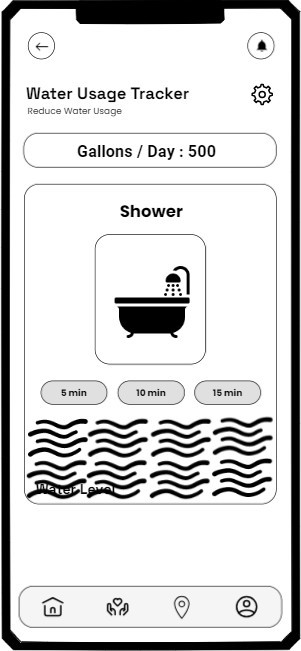 Water Usage Tracker
Reduce Water Usage
Gallons / Day : 500
Shower
5 min
10 min
15 min
Water Level